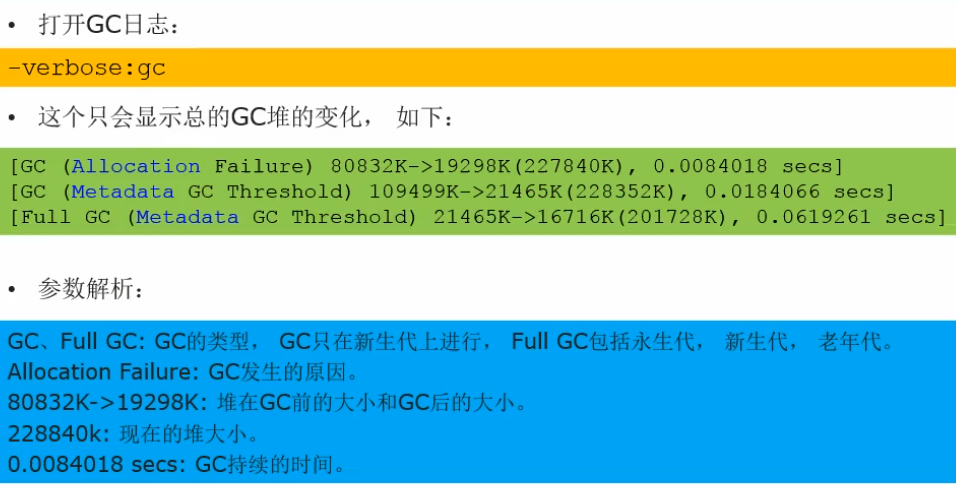 • 打开GC日志：
-verbose:gc
• 这个只会显示总的GC堆的变化， 如下：
[GC (Allocation Failure) 80832K->19298K(227840K), 0.0084018 secs]
[GC (Metadata GC Threshold) 109499K->21465K(228352K), 0.0184066 secs]
[Full GC (Metadata GC Threshold) 21465K->16716K(201728K), 0.0619261 secs]
• 参数解析：
GC、Full GC: GC的类型， GC只在新生代上进行， Full GC包括永生代， 新生代， 老年代。
Allocation Failure: GC发生的原因。
80832K->19298K: 堆在GC前的大小和GC后的大小。
228840k: 现在的堆大小。
0.0084018 secs: GC持续的时间。